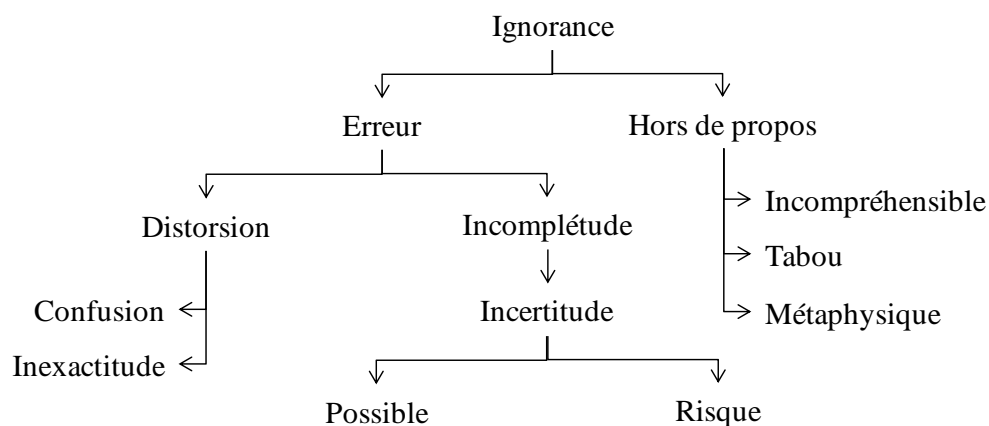 Ignorance
Erreur
Hors de propos
Distorsion
Incomplétude
Incompréhensible
Tabou
Métaphysique
Confusion
Inexactitude
Incertitude
Possible
Risque